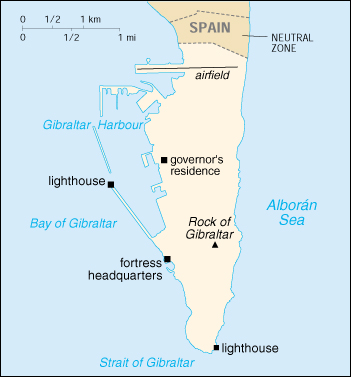 0 1/2 1 km
0 1/2 1 mi
SPAIN
NEUTRAL
ZONE
airfield
Gibraltar Harbour
governor's
residence
lighthouse
Alborán
Sea
Bay of Gibraltar
Rock of
Gibraltar
fortress
headquarters
lighthouse
Strait of Gibraltar